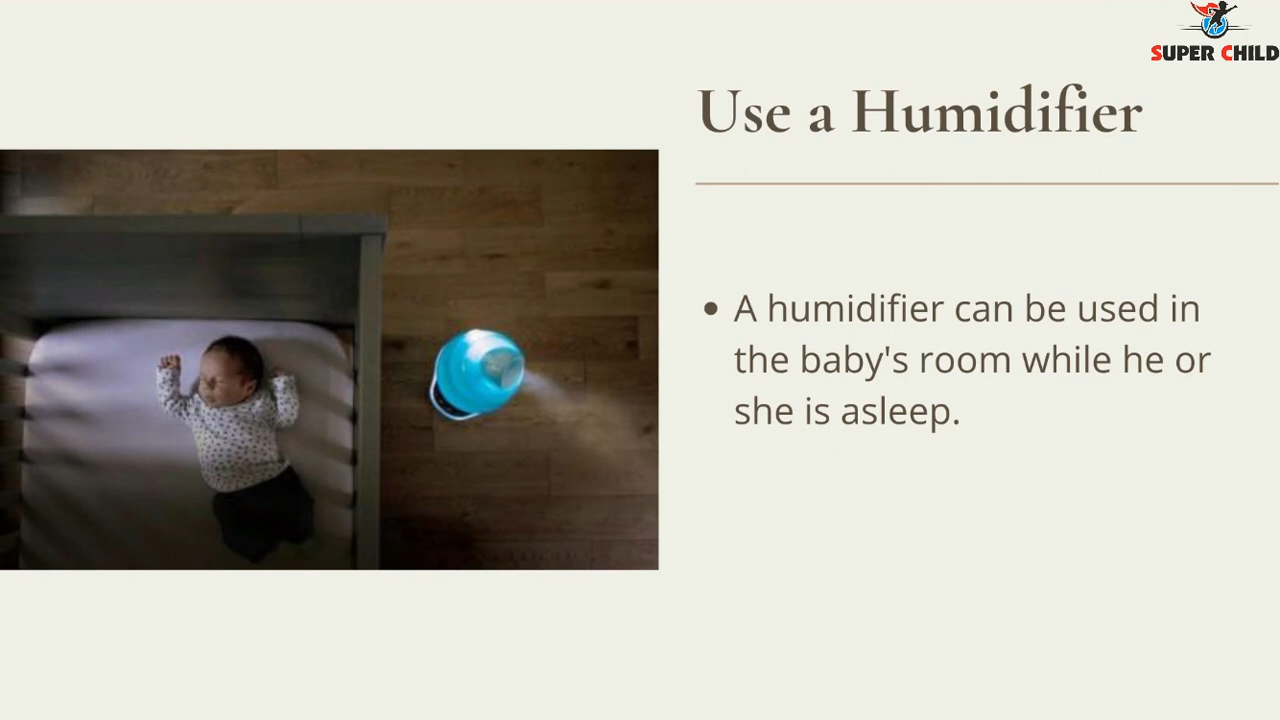 SUPER CHILD
Use a Humidifier
• A humidifier can be used in
the baby's room while he or
she is asleep.